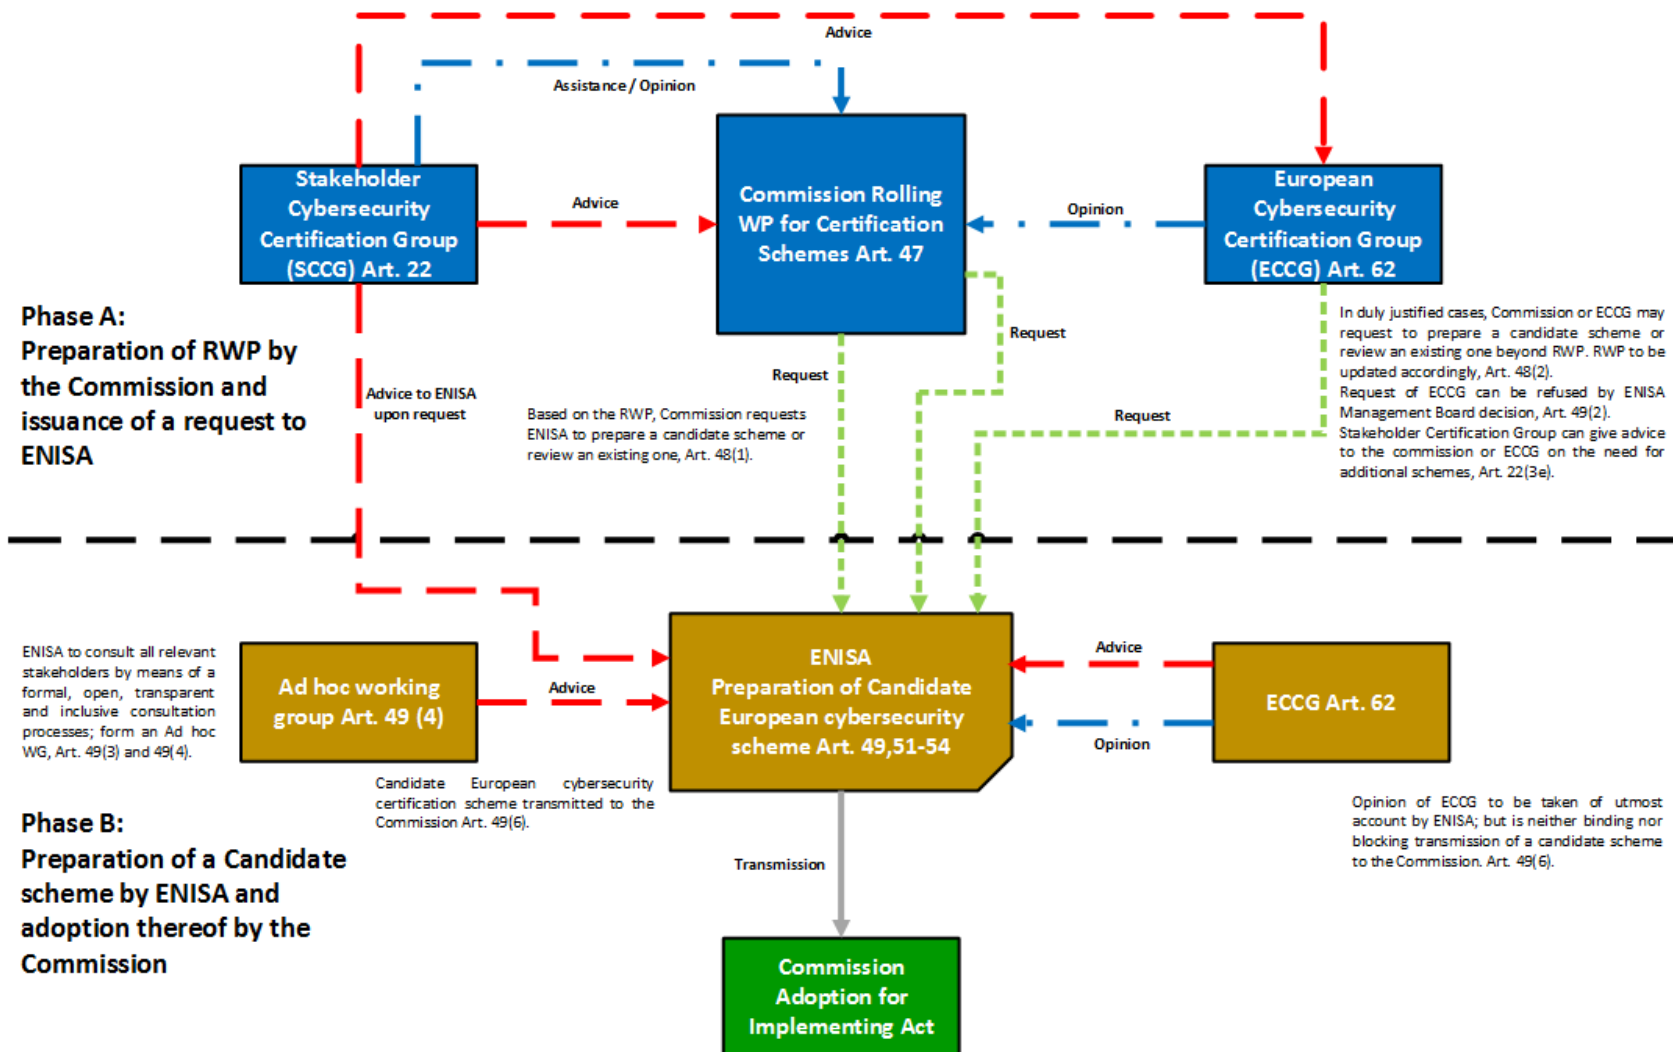 Advice
Assistance / Opinion
Stakeholder
Cybersecurity
Certification Group
(SCCG) Art. 22
Advice
Commission Rolling
WP for Certification
Schemes Art. 47
Opinion
European
Cybersecurity
Certification Group
(ECCG) Art. 62
Phase A:
Preparation of RWP by
the Commission and
issuance of a request to
ENISA
Advice to ENISA
upon request
Request
Request
Based on the RWP, Commission requests
ENISA to prepare a candidate scheme or
review an existing one, Art. 48(1).
Request
In duly justified cases, Commission or ECCG may
request to prepare a candidate scheme or
review an existing one beyond RWP. RWP to be
updated accordingly, Art. 48(2).
Request of ECCG can be refused by ENISA
Management Board decision, Art. 49(2).
Stakeholder Certification Group can give advice
to the commission or ECCG on the need for
additional schemes, Art. 22(3e).
ENISA to consult all relevant
stakeholders by means of a
formal, open, transparent
and inclusive consultation
processes; form an Ad hoc
WG, Art. 49(3) and 49(4).
Ad hoc working
group Art. 49 (4)
Advice
ENISA
Preparation of Candidate
European cybersecurity
scheme Art. 49,51-54
Advice
Opinion
ECCG Art. 62
Candidate European cybersecurity
certification scheme transmitted to the
Commission Art. 49(6).
Opinion of ECCG to be taken of utmost
account by ENISA; but is neither binding nor
blocking transmission of a candidate scheme
to the Commission. Art. 49(6).
Phase B:
Preparation of a Candidate
scheme by ENISA and
adoption thereof by the
Commission
Transmission
Commission
Adoption for
Implementing Act